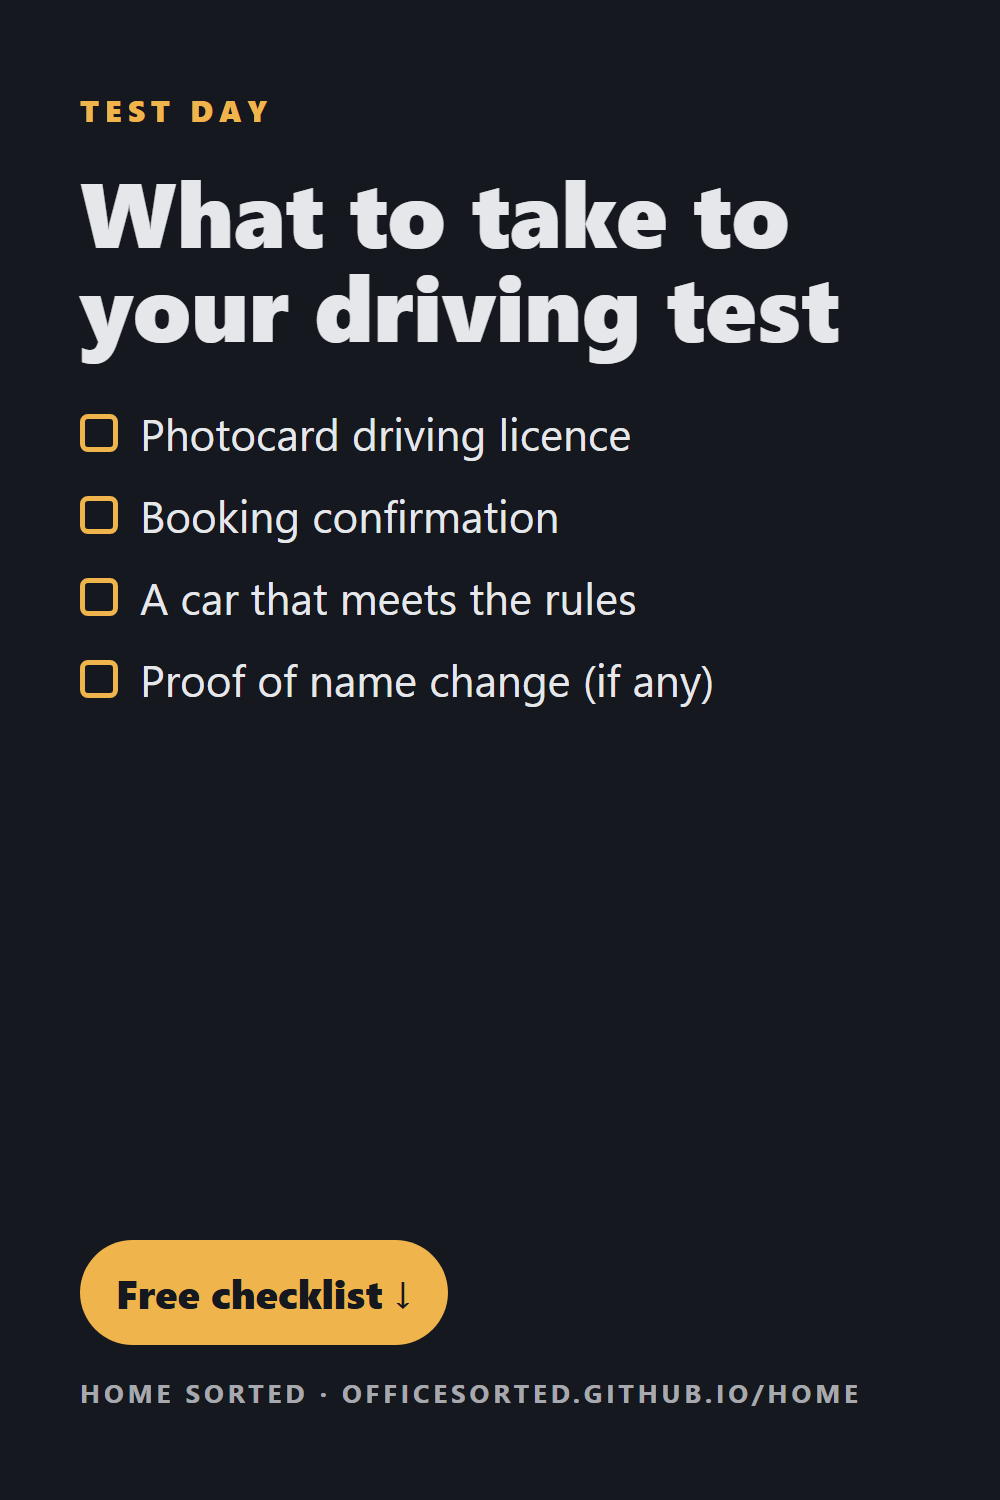 TEST DAY
What to take to
your driving test
Photocard driving licence
Booking confirmation
A car that meets the rules
Proof of name change (if any)
Free checklist ↓
HOME SORTED · OFFICESORTED.GITHUB.IO/HOME